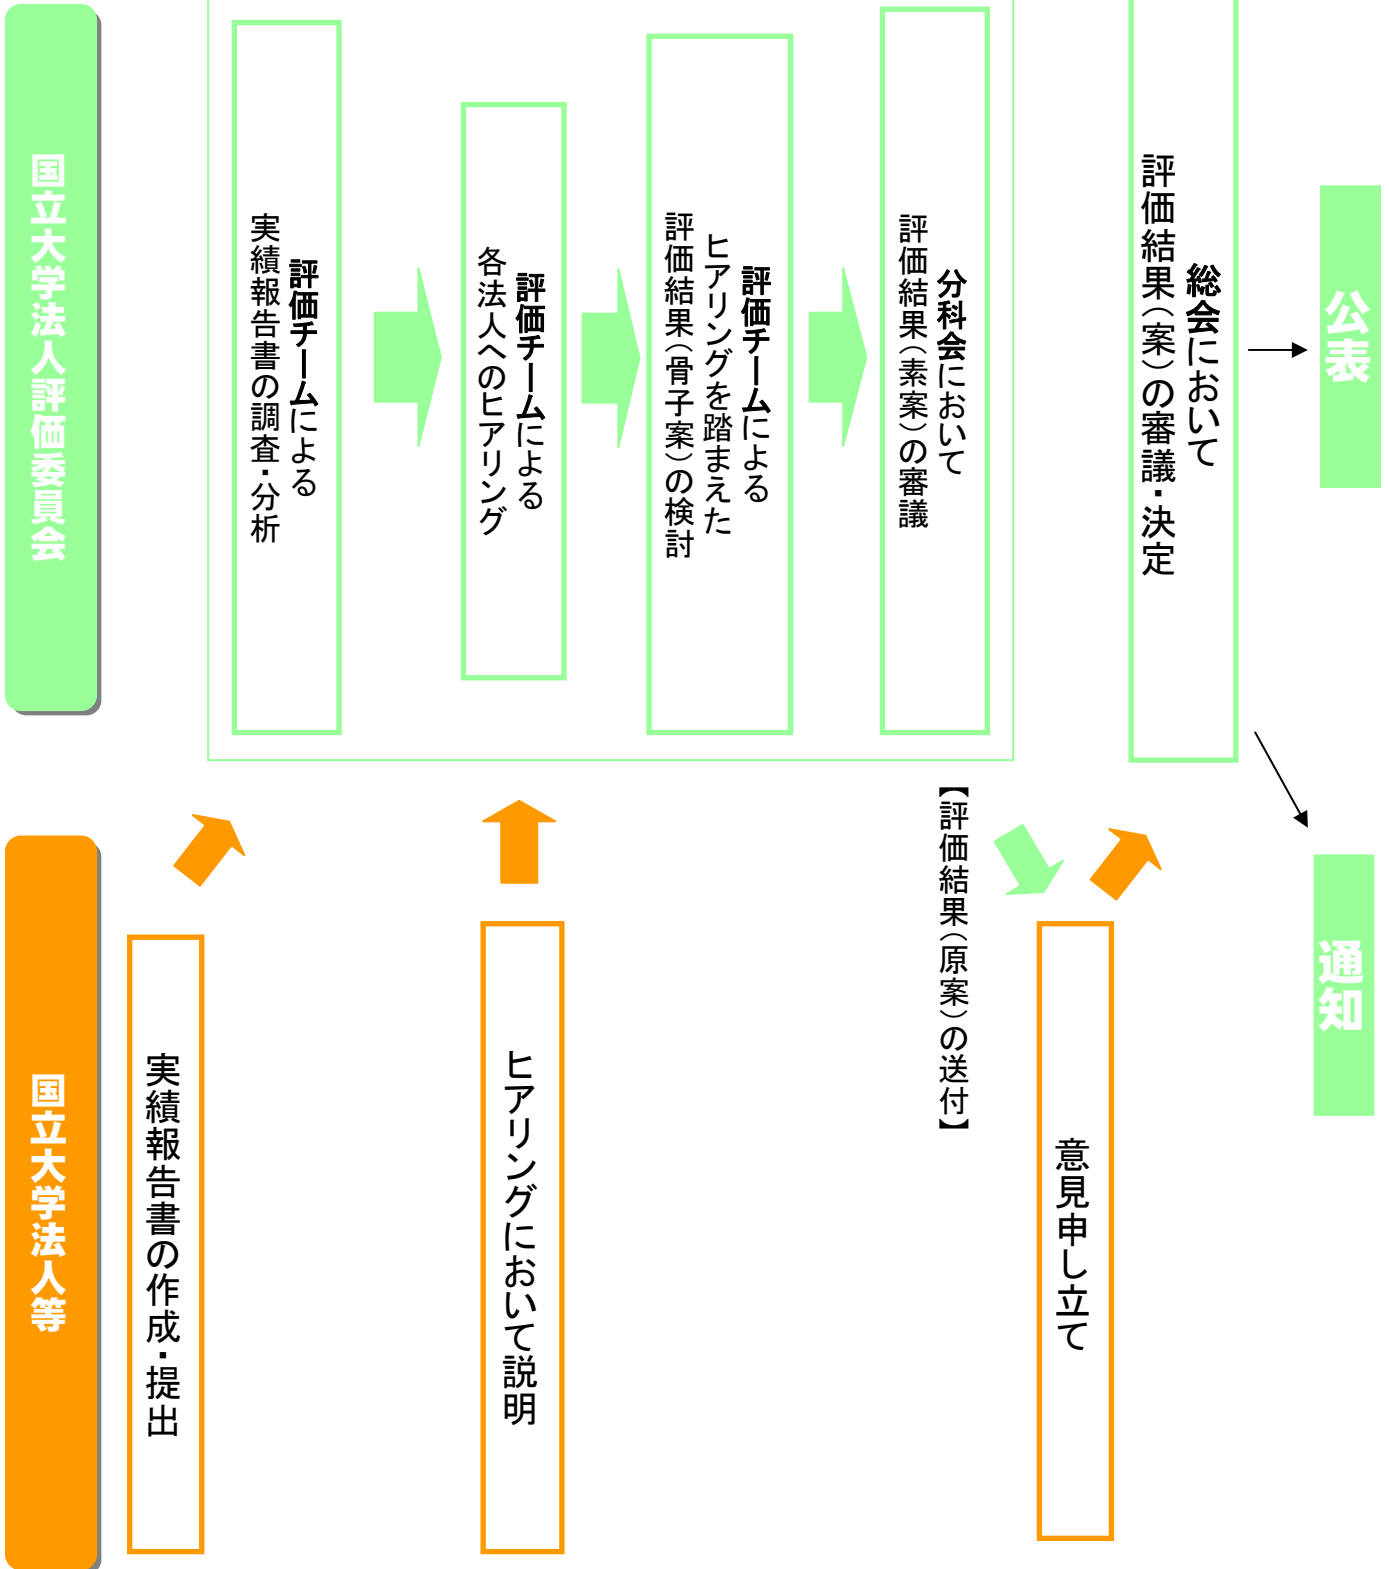 国立大学法人評価委員会
評価チームによる
実績報告書の調査・分析
評価チームによる
各法人へのヒアリング
評価チームによる
ヒアリングを踏まえた
評価結果（骨子案）の検討
分科会において
評価結果（素案）の審議
総会において
評価結果（案）の審議・決定
公表
国立大学法人等
実績報告書の作成・提出
ヒアリングにおいて説明
【評価結果（原案）の送付】
意見申し立て
通知